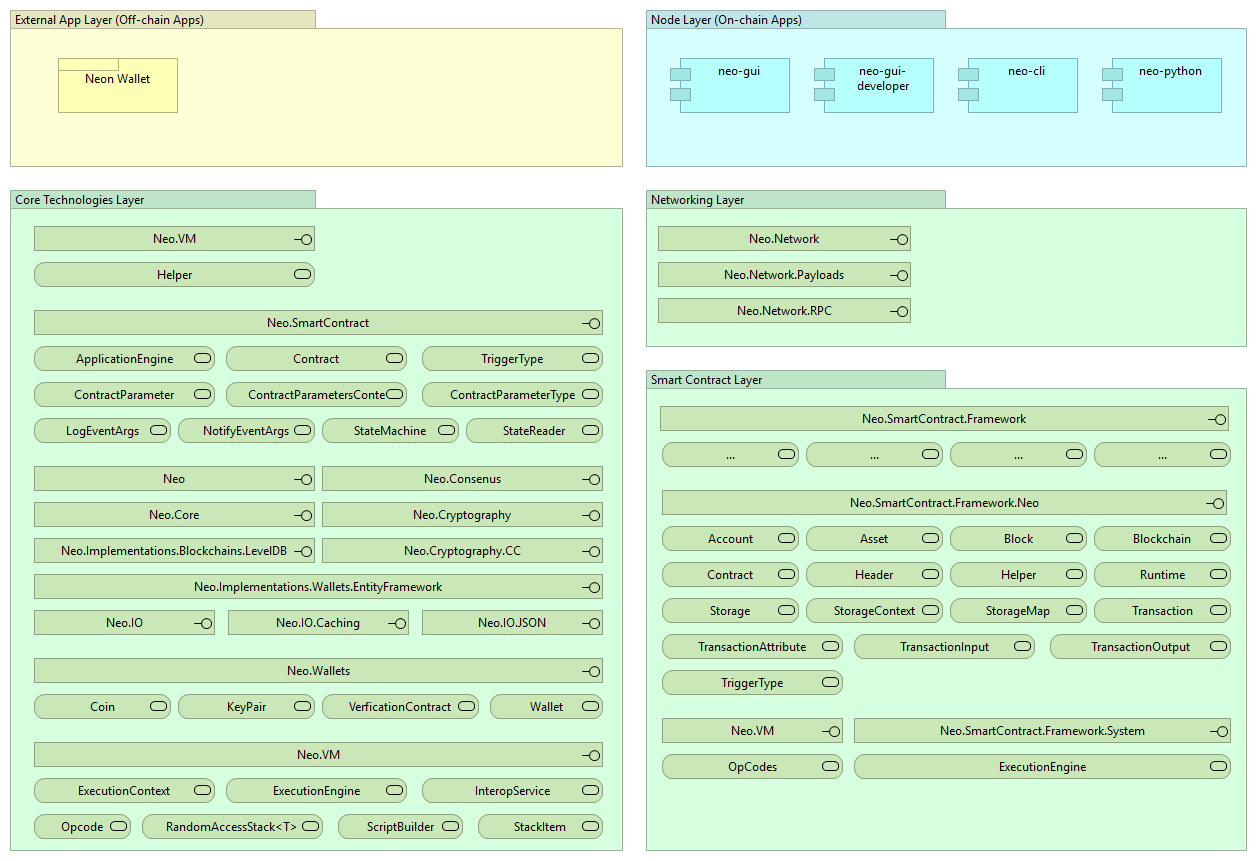 External App Layer (Off-chain Apps)
Neon Wallet
Node Layer (On-chain Apps)
neo-gui
neo-gui-
developer
neo-cli
neo-python
Core Technologies Layer
Neo.VM
Helper
Neo.SmartContract
ApplicationEngine
Contract
TriggerType
ContractParameter
ContractParametersConte
ContractParameterType
LogEventArgs
NotifyEventArgs
StateMachine
StateReader
Neo
Neo.Consenus
Neo.Core
Neo.Cryptography
Neo.Implementations.Blockchains.LevelDB
Neo.Cryptography.CC
Neo.Implementations.Wallets.EntityFramework
Neo.IO
Neo.IO.Caching
Neo.IO.JSON
Neo.Wallets
Coin
KeyPair
VerficationContract
Wallet
Neo.VM
ExecutionContext
ExecutionEngine
InteropService
Opcode
RandomAccessStack<T>
ScriptBuilder
StackItem
Networking Layer
Neo.Network
Neo.Network.Payloads
Neo.Network.RPC
Smart Contract Layer
Neo.SmartContract.Framework
...
...
...
...
Neo.SmartContract.Framework.Neo
Account
Asset
Block
Blockchain
Contract
Header
Helper
Runtime
Storage
StorageContext
StorageMap
Transaction
TransactionAttribute
TransactionInput
TransactionOutput
TriggerType
Neo.VM
Neo.SmartContract.Framework.System
OpCodes
ExecutionEngine